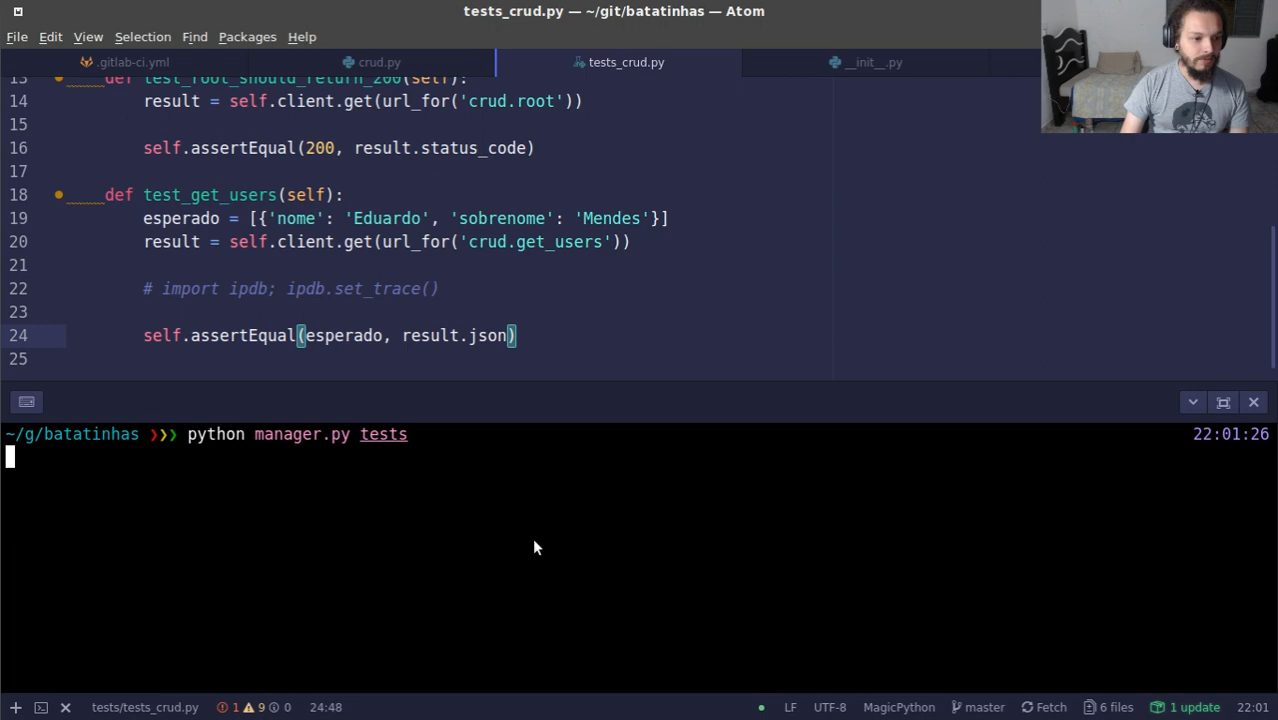 tests_crud.py — ~/git/batatinhas — Atom
File Edit View Selection Find Packages Help
.gitlab-ci.yml crud.py tests_crud.py __init__.py
13 def test_root_should_return_200(self):
14 result = self.client.get(url_for('crud.root'))
15
16 self.assertEqual(200, result.status_code)
17
18 def test_get_users(self):
19 esperado = [{'nome': 'Eduardo', 'sobrenome': 'Mendes'}]
20 result = self.client.get(url_for('crud.get_users'))
21
22 # import ipdb; ipdb.set_trace()
23
24 self.assertEqual(esperado, result.json)
25
~/g/batatinhas ❯❯❯ python manager.py tests 22:01:26
tests/tests_crud.py 1 9 0 24:48 LF UTF-8 MagicPython master Fetch 6 files 1 update 22:01